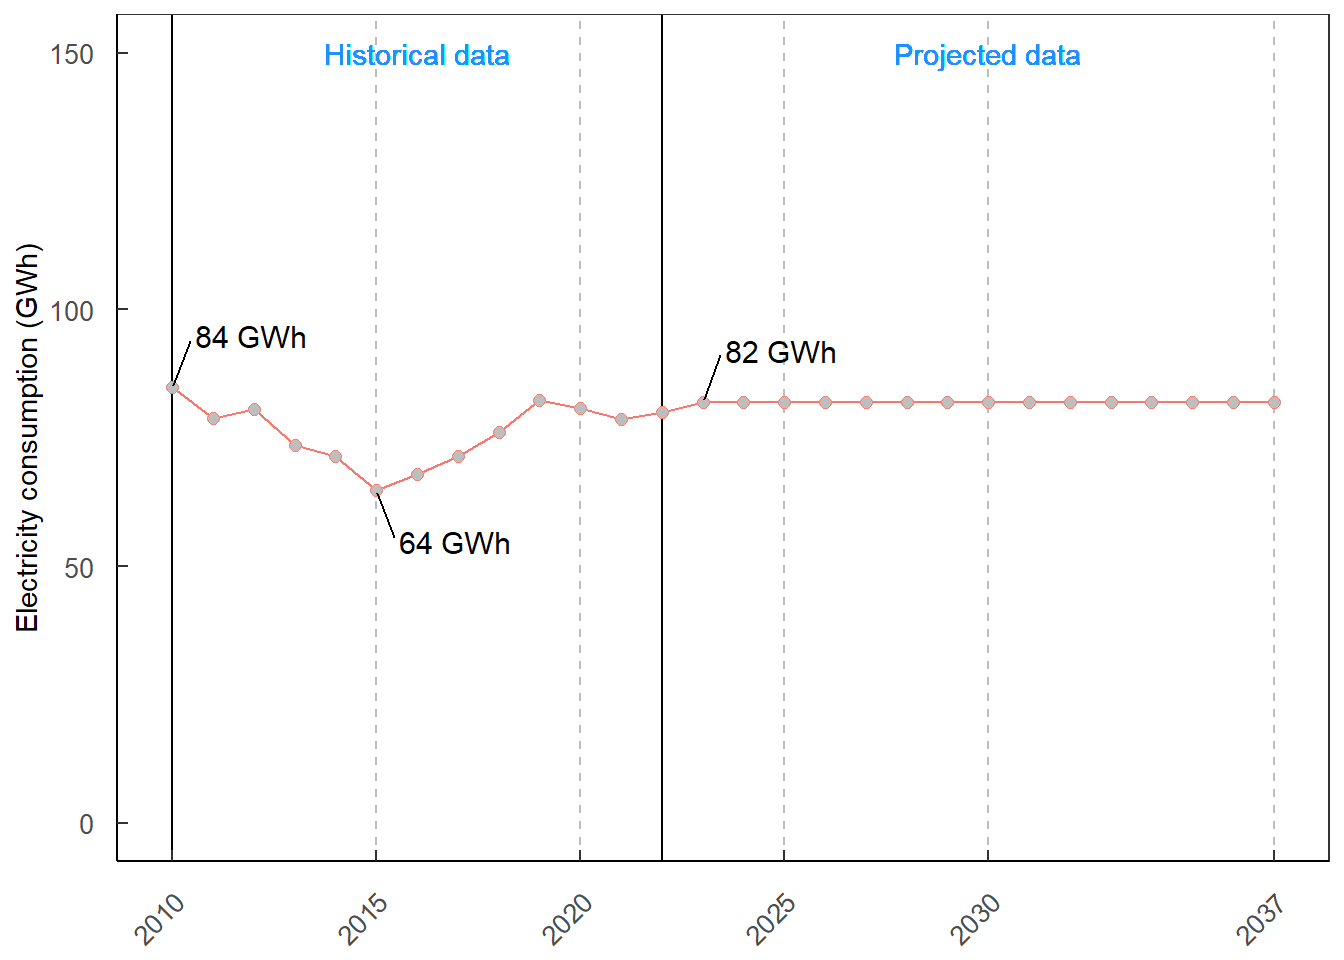 Historical data
Projected data
150
100
50
0
Electricity consumption (GWh)
84 GWh
82 GWh
64 GWh
2010
2015
2020
2025
2030
2037